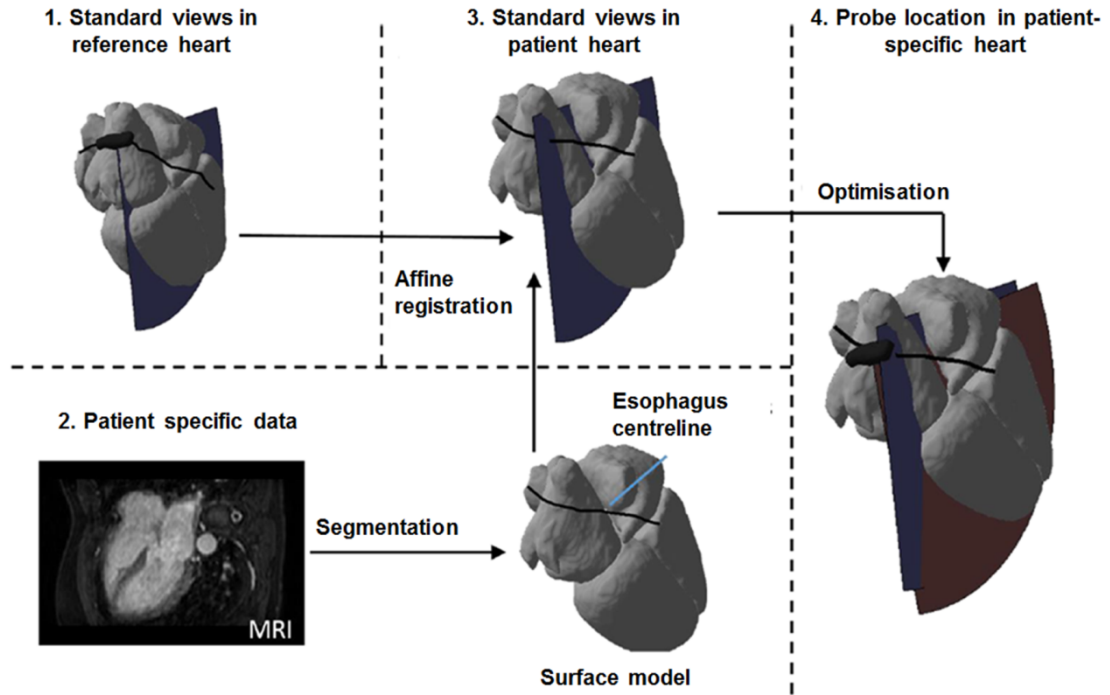 1. Standard views in
reference heart
3. Standard views in
patient heart
4. Probe location in patient-
specific heart
Optimisation
Affine
registration
2. Patient specific data
Esophagus
centreline
Segmentation
MRI
Surface model